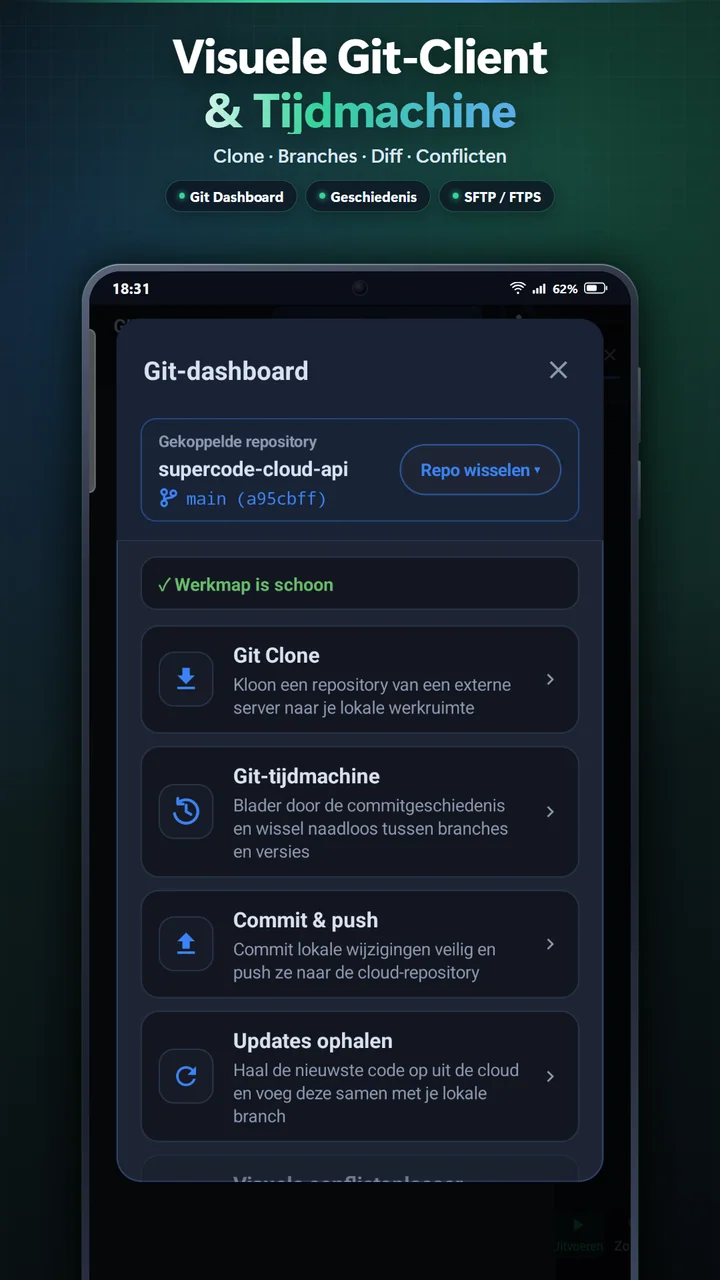 Visuele Git-Client
& Tijdmachine
Clone · Branches · Diff · Conflicten
Git Dashboard
Geschiedenis
SFTP / FTPS
18:31
62%
Git-dashboard
Gekoppelde repository
supercode-cloud-api
Repo wisselen ▾
main (a95cbff)
✓ Werkmap is schoon
Git Clone
Kloon een repository van een externe
server naar je lokale werkruimte
Git-tijdmachine
Blader door de commitgeschiedenis
en wissel naadloos tussen branches
en versies
Commit & push
Commit lokale wijzigingen veilig en
push ze naar de cloud-repository
Updates ophalen
Haal de nieuwste code op uit de cloud
en voeg deze samen met je lokale
branch